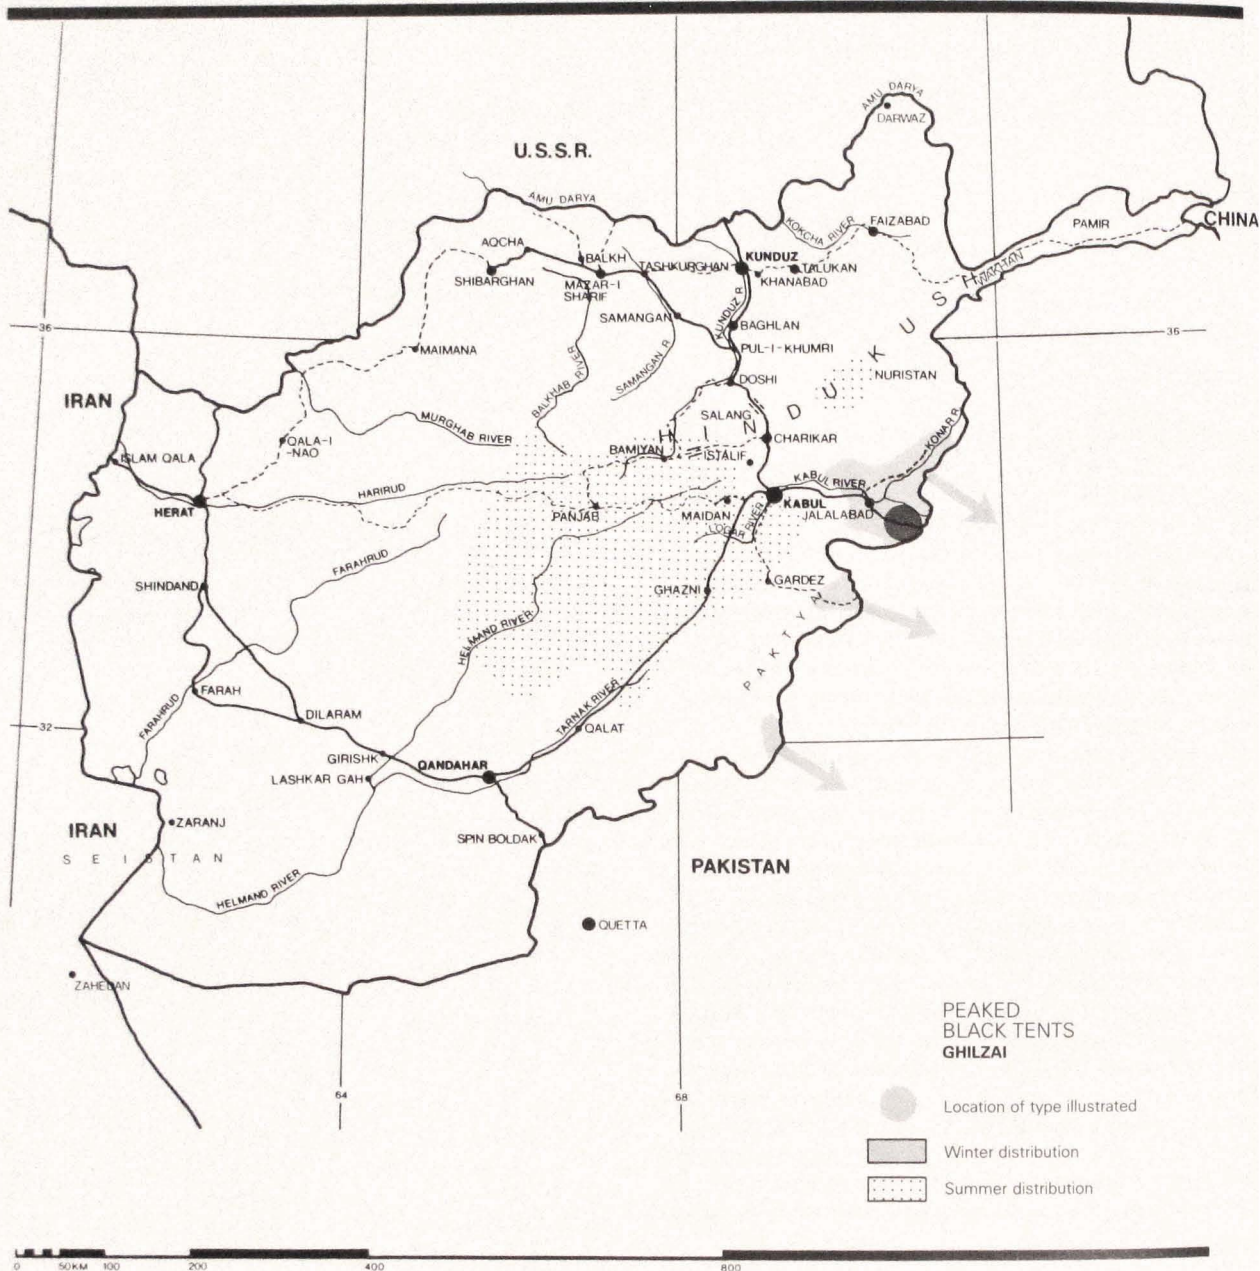 AMU DARYA
DARWAZ
U.S.S.R.
AMU DARYA
KOKCHA RIVER
FAIZABAD
PAMIR
CHINA
WAKHAN
AQCHA
BALKH
TASHKURGHAN
KUNDUZ
TALUKAN
KHANABAD
SHIBARGHAN
MAZAR-I
SHARIF
KUNDUZ R.
SAMANGAN
BAGHLAN
36
36
MAIMANA
PUL-I-KHUMRI
BALKHAB RIVER
SAMANGAN R.
DOSHI
NURISTAN
HINDU KUSH
IRAN
MURGHAB RIVER
SALANG
CHARIKAR
KONAR R.
QALA-I
-NAO
ISLAM QALA
BAMIYAN
ISTALIF
HARIRUD
KABUL RIVER
HERAT
PANJAB
MAIDAN
KABUL
JALALABAD
LOGAR RIVER
FARAHRUD
SHINDAND
GHAZNI
GARDEZ
HELMAND RIVER
PAKTYA
FARAH
FARAHRUD
DILARAM
TARNAK RIVER
QALAT
32
GIRISHK
LASHKAR GAH
QANDAHAR
IRAN
ZARANJ
SEISTAN
SPIN BOLDAK
PAKISTAN
HELMAND RIVER
QUETTA
ZAHEDAN
64
68
PEAKED
BLACK TENTS
GHILZAI
Location of type illustrated
Winter distribution
Summer distribution
0 50KM 100 200 400 800